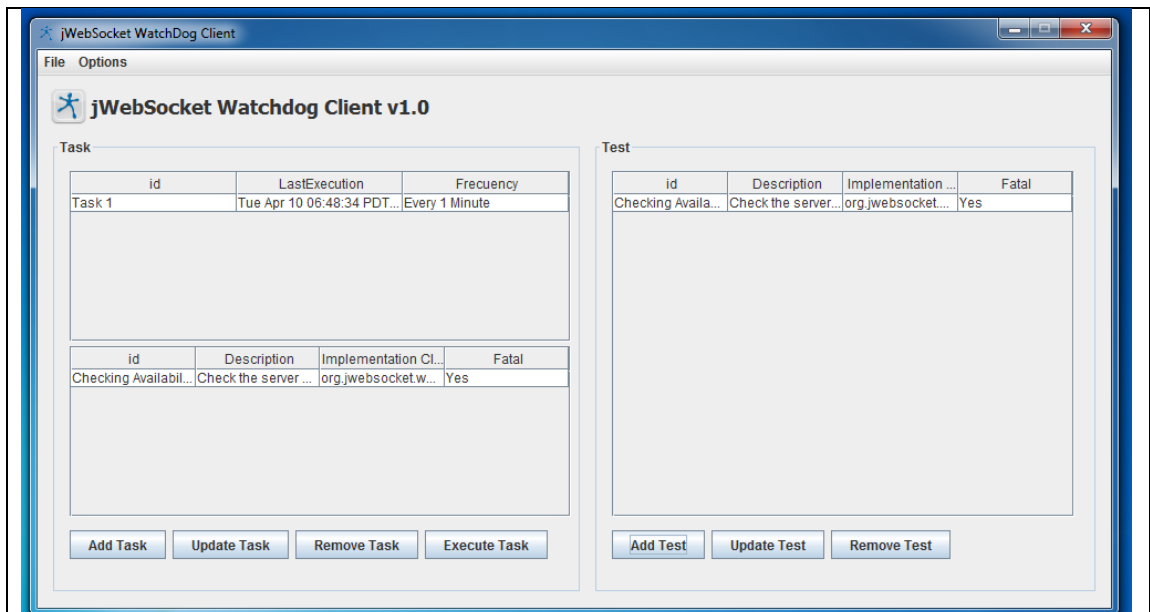 jWebSocket WatchDog Client
File Options
jWebSocket Watchdog Client v1.0
Task
id LastExecution Frecuency
Task 1 Tue Apr 10 06:48:34 PDT... Every 1 Minute
id Description Implementation Cl... Fatal
Checking Availabil... Check the server ... org.jwebsocket.w... Yes
Add Task Update Task Remove Task Execute Task
Test
id Description Implementation ... Fatal
Checking Availa... Check the server... org.jwebsocket.... Yes
Add Test Update Test Remove Test